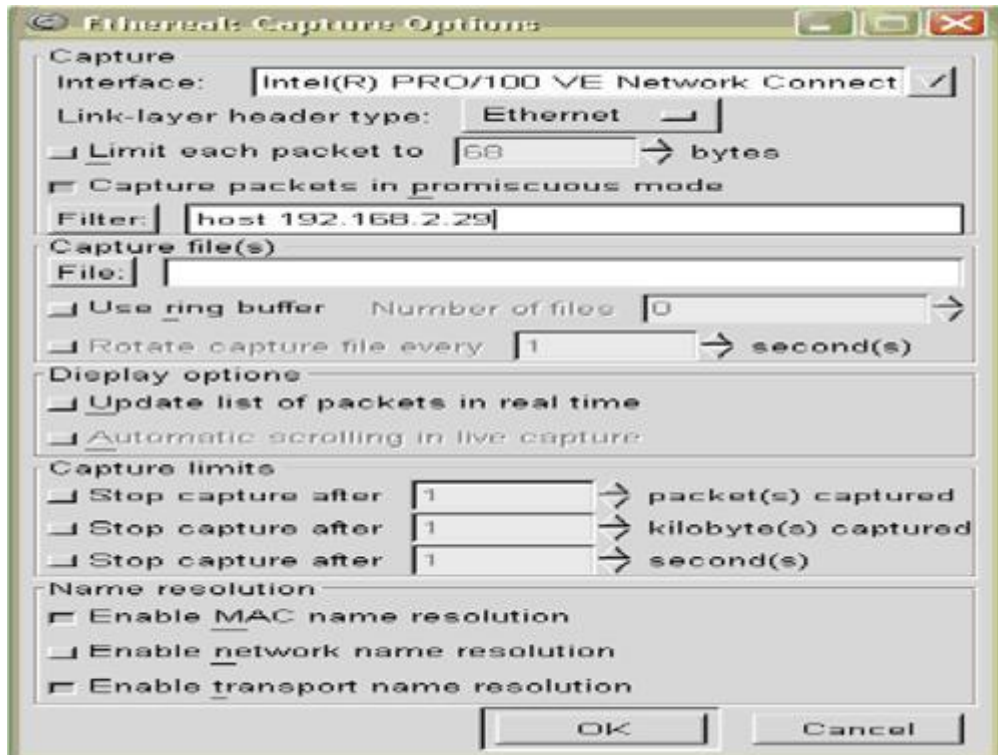 Ethereal: Capture Options
Capture
Interface: Intel(R) PRO/100 VE Network Connect
Link-layer header type: Ethernet
Limit each packet to 68 bytes
Capture packets in promiscuous mode
Filter: host 192.168.2.29
Capture file(s)
File:
Use ring buffer Number of files 0
Rotate capture file every 1 second(s)
Display options
Update list of packets in real time
Automatic scrolling in live capture
Capture limits
Stop capture after 1 packet(s) captured
Stop capture after 1 kilobyte(s) captured
Stop capture after 1 second(s)
Name resolution
Enable MAC name resolution
Enable network name resolution
Enable transport name resolution
OK Cancel